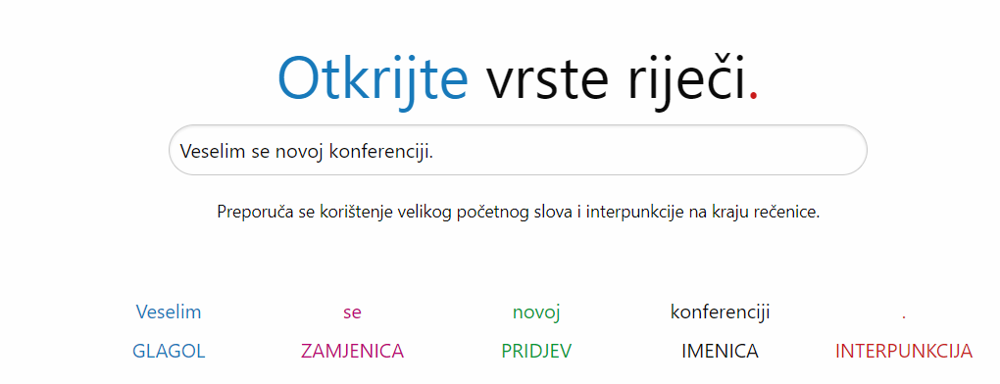 Otkrijte vrste riječi.
Veselim se novoj konferenciji.
Preporuča se korištenje velikog početnog slova i interpunkcije na kraju rečenice.
Veselim se novoj konferenciji .
GLAGOL ZAMJENICA PRIDJEV IMENICA INTERPUNKCIJA